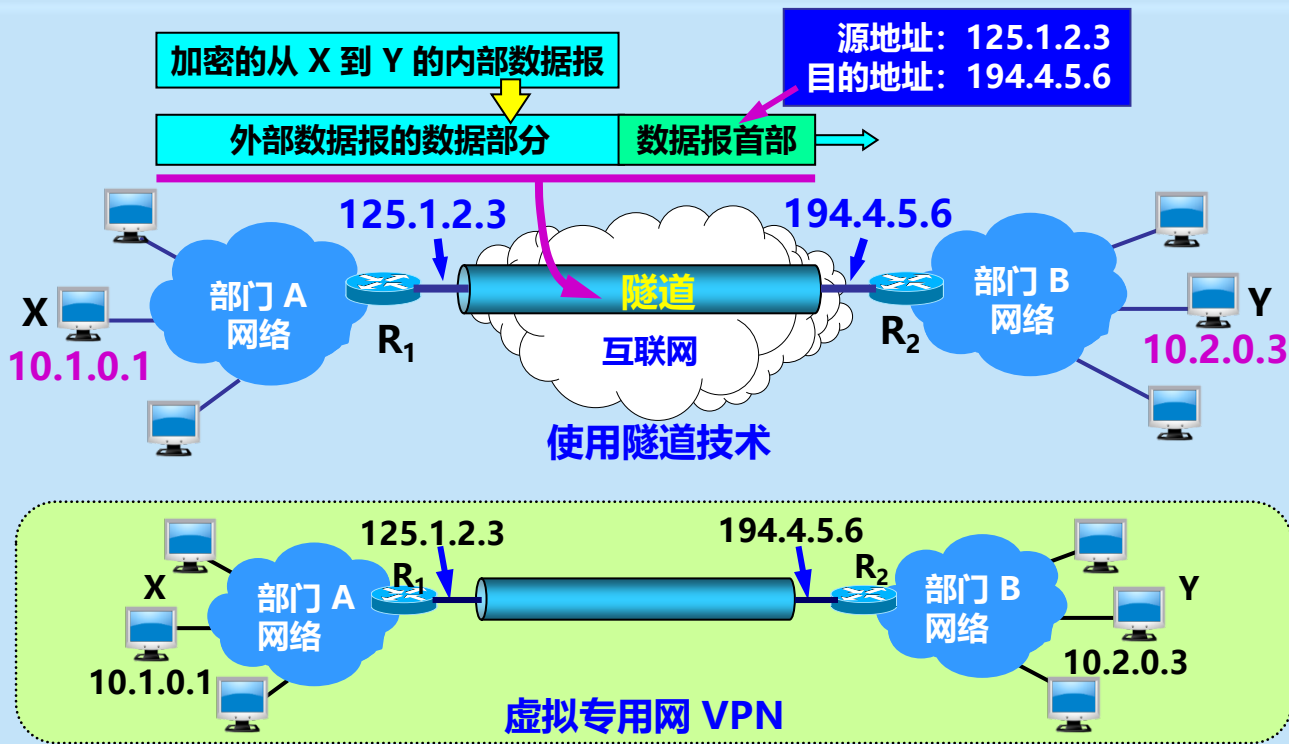 源地址：125.1.2.3
目的地址：194.4.5.6
加密的从 X 到 Y 的内部数据报
外部数据报的数据部分
数据报首部
125.1.2.3
194.4.5.6
隧道
部门 A
网络
部门 B
网络
X
Y
R1
R2
互联网
10.1.0.1
10.2.0.3
使用隧道技术
125.1.2.3
194.4.5.6
R1
R2
X
Y
部门 A
网络
部门 B
网络
10.1.0.1
10.2.0.3
虚拟专用网 VPN